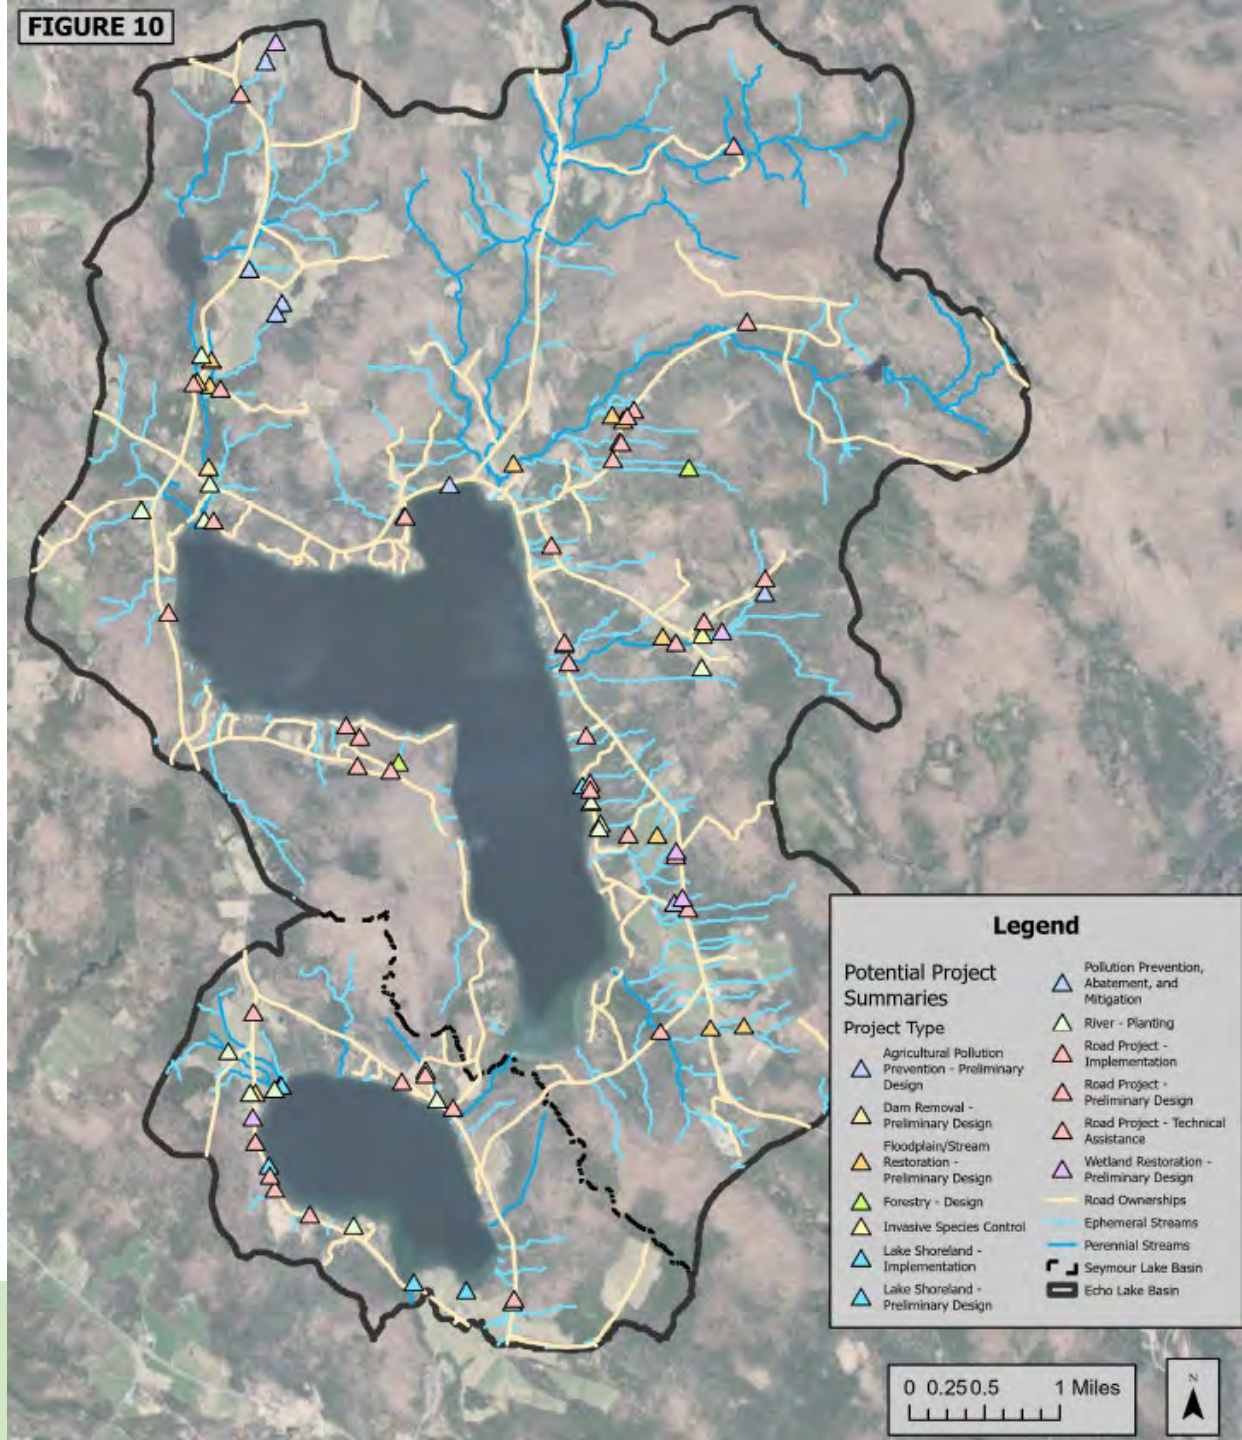 FIGURE 10
Legend
Potential Project
Summaries
Project Type
Agricultural Pollution
Prevention - Preliminary
Design
Dam Removal -
Preliminary Design
Floodplain/Stream
Restoration -
Preliminary Design
Forestry - Design
Invasive Species Control
Lake Shoreland -
Implementation
Lake Shoreland -
Preliminary Design
Pollution Prevention,
Abatement, and
Mitigation
River - Planting
Road Project -
Implementation
Road Project -
Preliminary Design
Road Project - Technical
Assistance
Wetland Restoration -
Preliminary Design
Road Ownerships
Ephemeral Streams
Perennial Streams
Seymour Lake Basin
Echo Lake Basin
0 0.25 0.5 1 Miles
N